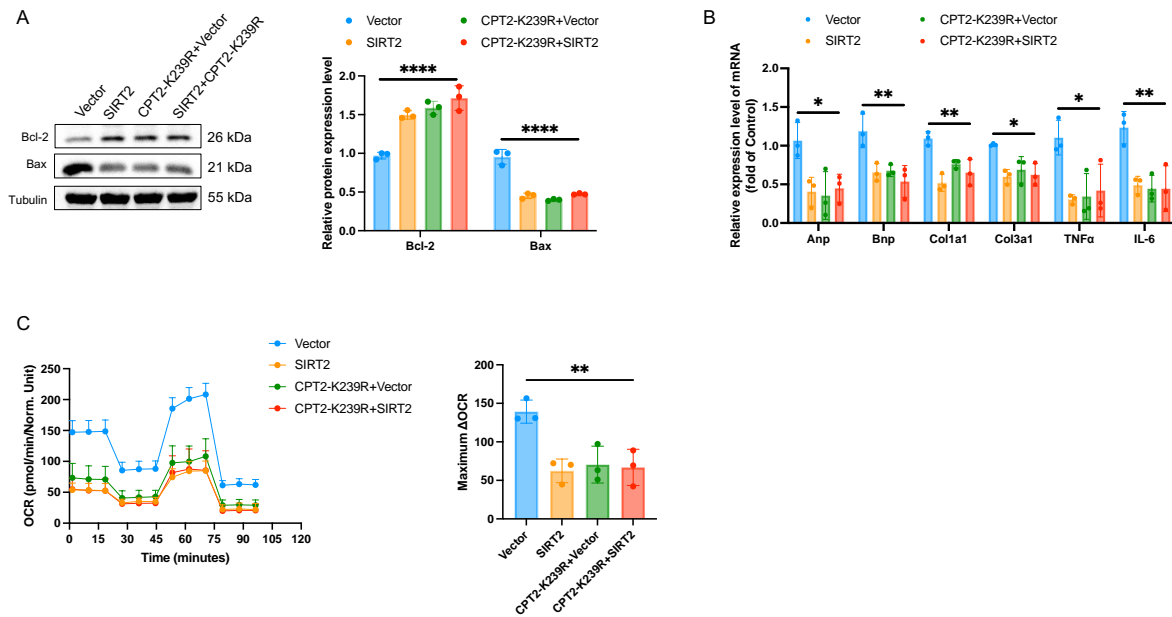 A
Vector
SIRT2
CPT2-K239R+Vector
SIRT2+CPT2-K239R
Bcl-2
26 kDa
Bax
21 kDa
Tubulin
55 kDa
Vector
CPT2-K239R+Vector
SIRT2
CPT2-K239R+SIRT2
Relative protein expression level
2.0
1.5
1.0
0.5
0.0
****
****
Bcl-2
Bax
B
Vector
CPT2-K239R+Vector
SIRT2
CPT2-K239R+SIRT2
Relative expression level of mRNA
(fold of Control)
2.0
1.5
1.0
0.5
0.0
*
**
**
*
*
**
Anp
Bnp
Col1a1
Col3a1
TNFα
IL-6
C
Vector
SIRT2
CPT2-K239R+Vector
CPT2-K239R+SIRT2
OCR (pmol/min/Norm. Unit)
250
200
150
100
50
0
0
15
30
45
60
75
90
105
120
Time (minutes)
Maximum ΔOCR
200
150
100
50
0
**
Vector
SIRT2
CPT2-K239R+Vector
CPT2-K239R+SIRT2